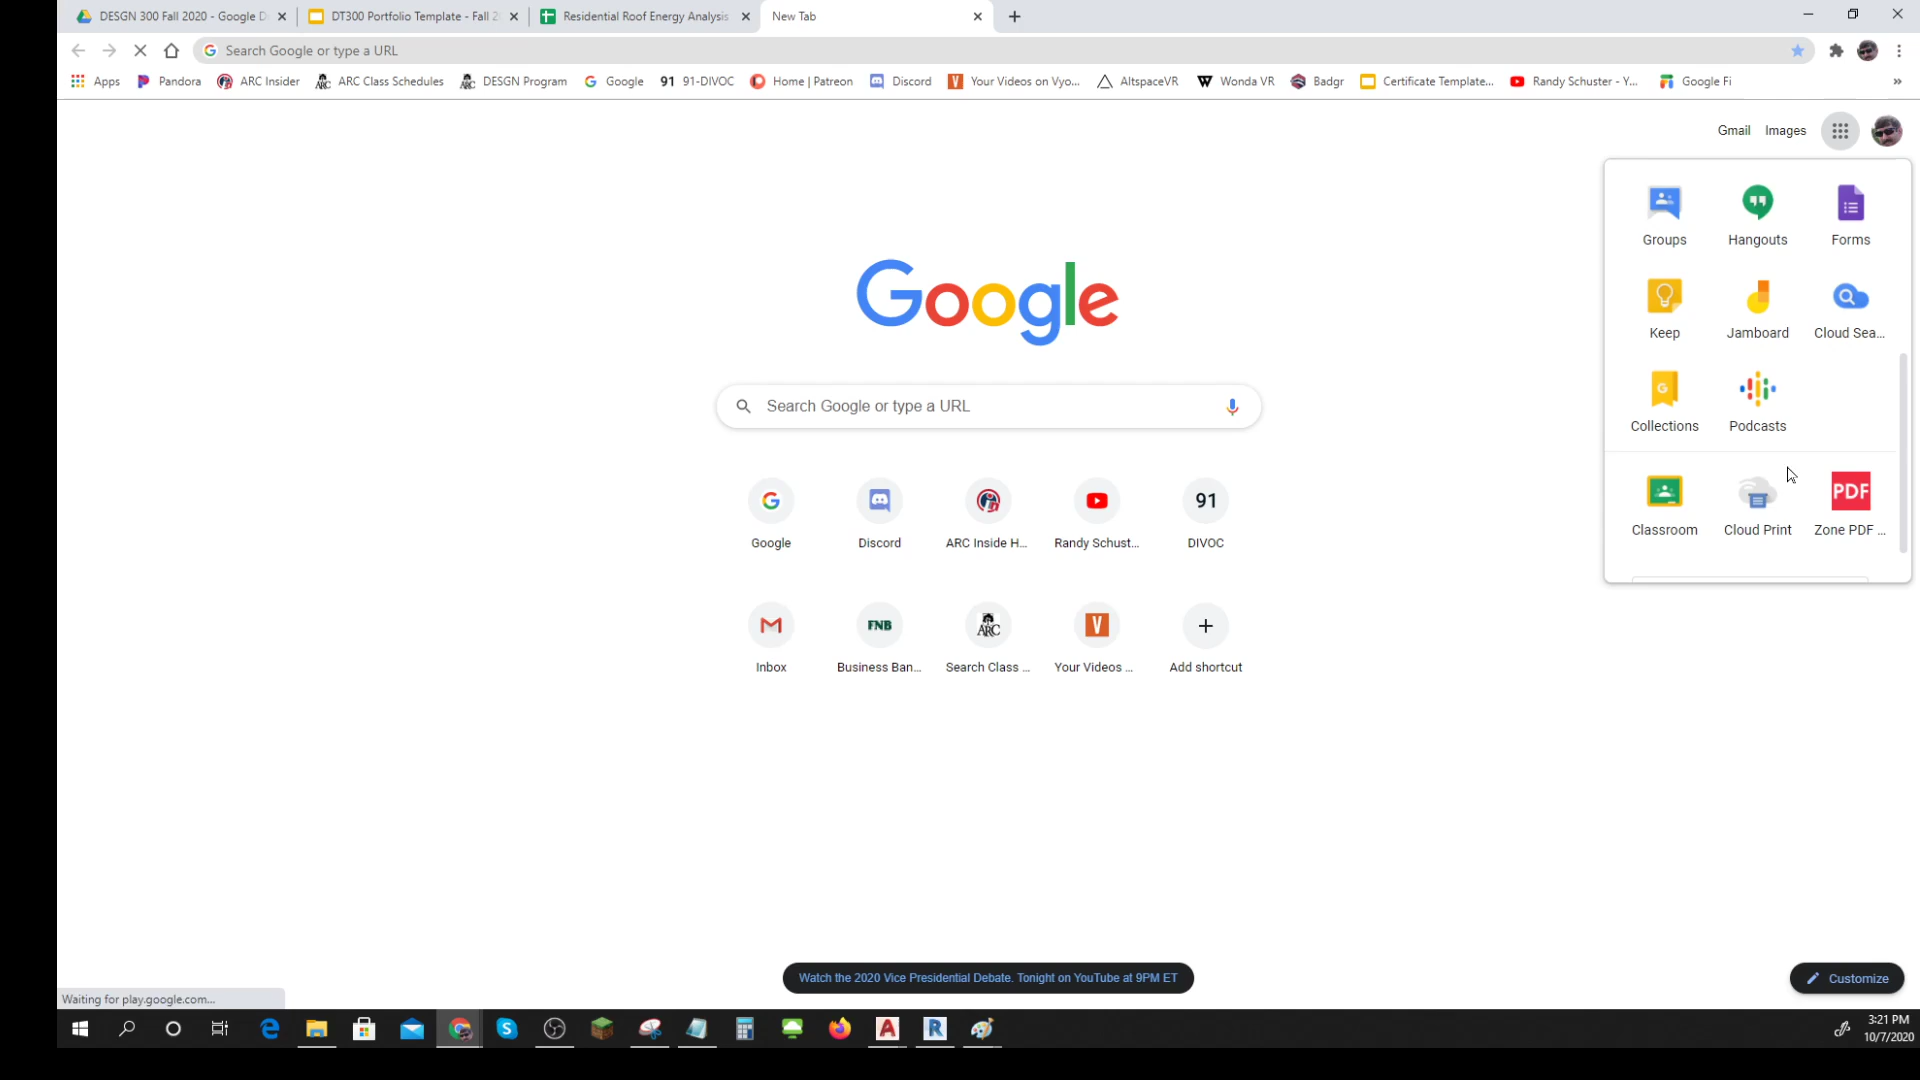 DESGN 300 Fall 2020 - Google D
DT300 Portfolio Template - Fall 2
Residential Roof Energy Analysis
New Tab
Search Google or type a URL
Apps
Pandora
ARC Insider
ARC Class Schedules
DESGN Program
Google
91 91-DIVOC
Home | Patreon
Discord
Your Videos on Vyo...
AltspaceVR
Wonda VR
Badgr
Certificate Template...
Randy Schuster - Y...
Google Fi
»
Gmail
Images
Groups
Hangouts
Forms
Keep
Jamboard
Cloud Sea...
Collections
Podcasts
Classroom
Cloud Print
PDF
Zone PDF ...
Google
Search Google or type a URL
Google
Discord
ARC Inside H...
Randy Schust...
91
DIVOC
Inbox
FNB
Business Ban...
ARC
Search Class ...
V
Your Videos ...
Add shortcut
Watch the 2020 Vice Presidential Debate. Tonight on YouTube at 9PM ET
Customize
Waiting for play.google.com...
3:21 PM
10/7/2020